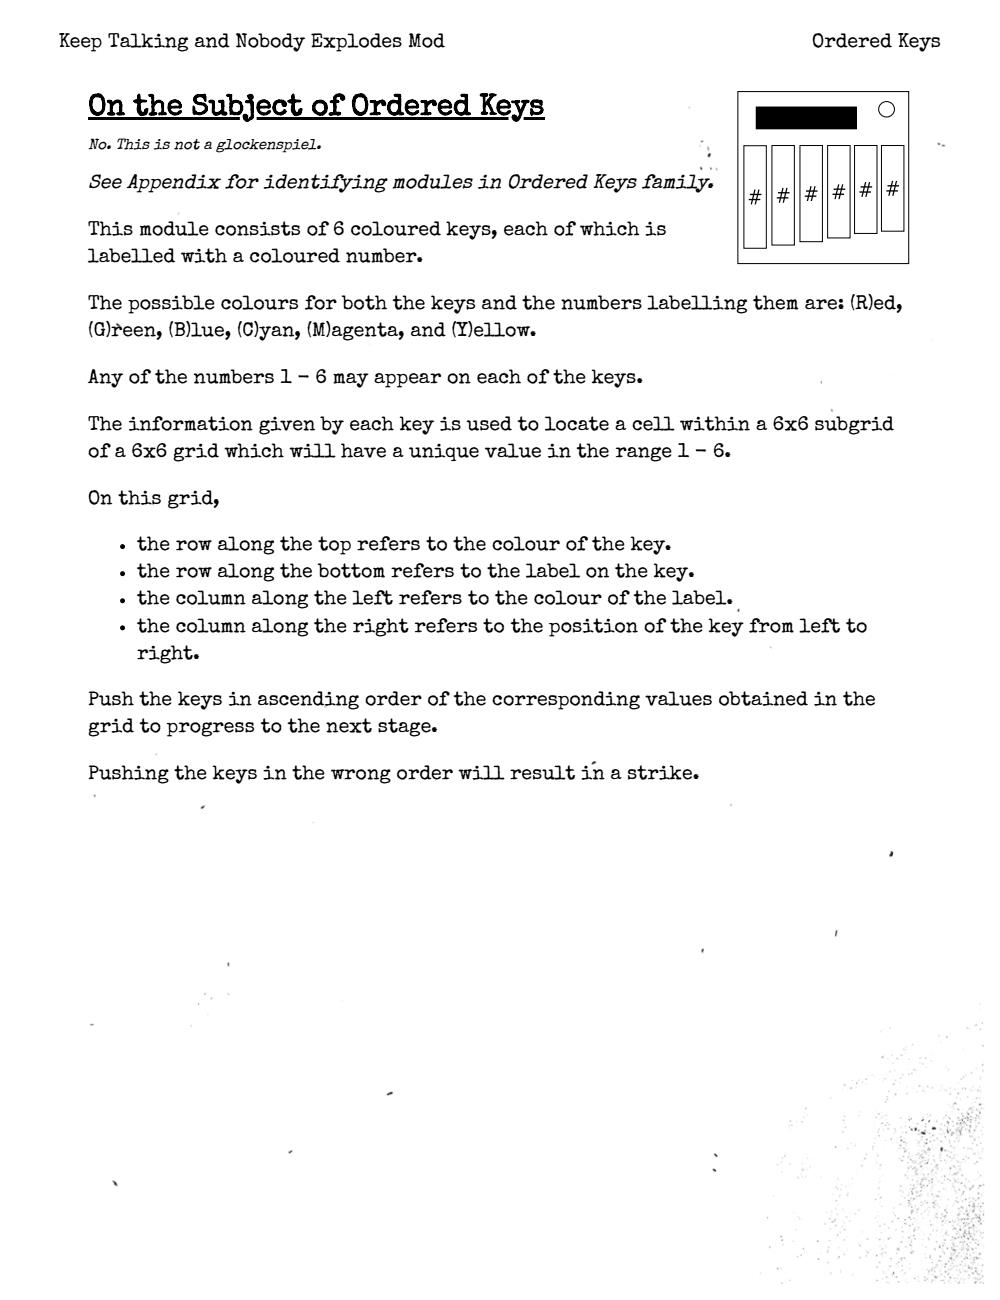 Keep Talking and Nobody Explodes Mod
Ordered Keys
On the Subject of Ordered Keys
No. This is not a glockenspiel.
See Appendix for identifying modules in Ordered Keys family.
# # # # # #
This module consists of 6 coloured keys, each of which is
labelled with a coloured number.
The possible colours for both the keys and the numbers labelling them are: (R)ed,
(G)reen, (B)lue, (C)yan, (M)agenta, and (Y)ellow.
Any of the numbers 1 – 6 may appear on each of the keys.
The information given by each key is used to locate a cell within a 6x6 subgrid
of a 6x6 grid which will have a unique value in the range 1 – 6.
On this grid,
• the row along the top refers to the colour of the key.
• the row along the bottom refers to the label on the key.
• the column along the left refers to the colour of the label.
• the column along the right refers to the position of the key from left to
right.
Push the keys in ascending order of the corresponding values obtained in the
grid to progress to the next stage.
Pushing the keys in the wrong order will result in a strike.